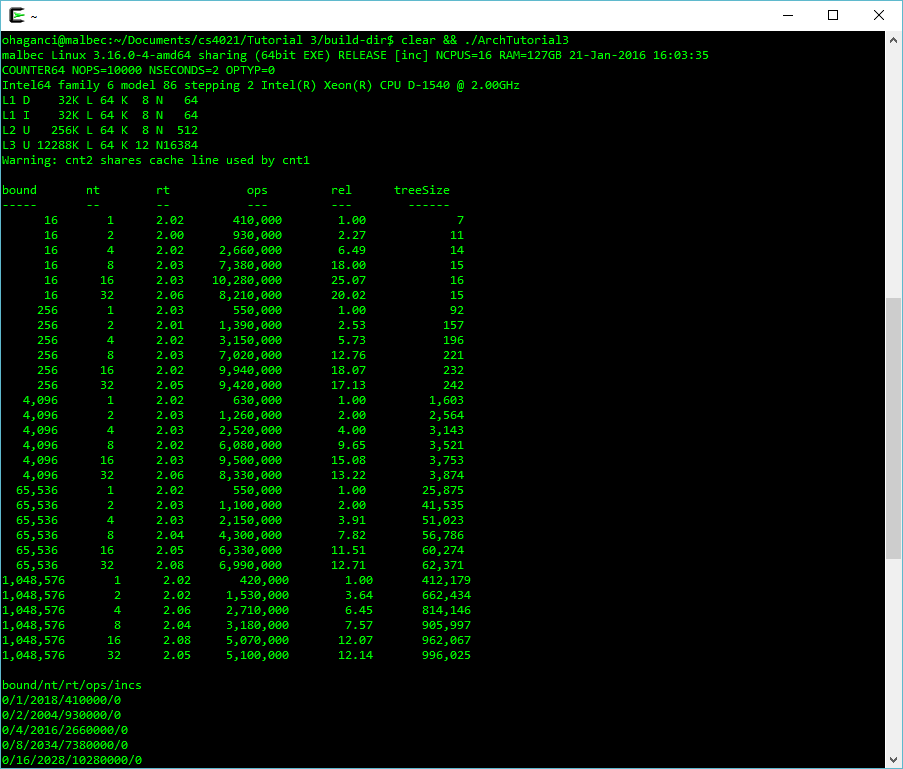 ~
ohaganci@malbec:~/Documents/cs4021/Tutorial 3/build-dir$ clear && ./ArchTutorial3
malbec Linux 3.16.0-4-amd64 sharing (64bit EXE) RELEASE [inc] NCPUS=16 RAM=127GB 21-Jan-2016 16:03:35
COUNTER64 NOPS=10000 NSECONDS=2 OPTYP=0
Intel64 family 6 model 86 stepping 2 Intel(R) Xeon(R) CPU D-1540 @ 2.00GHz
L1 D    32K L 64 K  8 N   64
L1 I    32K L 64 K  8 N   64
L2 U   256K L 64 K  8 N  512
L3 U 12288K L 64 K 12 N16384
Warning: cnt2 shares cache line used by cnt1
bound       nt        rt           ops         rel      treeSize
-----       --        --           ---         ---        ------
16       1      2.02       410,000        1.00             7
16       2      2.00       930,000        2.27            11
16       4      2.02     2,660,000        6.49            14
16       8      2.03     7,380,000       18.00            15
16      16      2.03    10,280,000       25.07            16
16      32      2.06     8,210,000       20.02            15
256       1      2.03       550,000        1.00            92
256       2      2.01     1,390,000        2.53           157
256       4      2.02     3,150,000        5.73           196
256       8      2.03     7,020,000       12.76           221
256      16      2.02     9,940,000       18.07           232
256      32      2.05     9,420,000       17.13           242
4,096       1      2.02       630,000        1.00         1,603
4,096       2      2.03     1,260,000        2.00         2,564
4,096       4      2.03     2,520,000        4.00         3,143
4,096       8      2.02     6,080,000        9.65         3,521
4,096      16      2.03     9,500,000       15.08         3,753
4,096      32      2.06     8,330,000       13.22         3,874
65,536       1      2.02       550,000        1.00        25,875
65,536       2      2.03     1,100,000        2.00        41,535
65,536       4      2.03     2,150,000        3.91        51,023
65,536       8      2.04     4,300,000        7.82        56,786
65,536      16      2.05     6,330,000       11.51        60,274
65,536      32      2.08     6,990,000       12.71        62,371
1,048,576       1      2.02       420,000        1.00       412,179
1,048,576       2      2.02     1,530,000        3.64       662,434
1,048,576       4      2.06     2,710,000        6.45       814,146
1,048,576       8      2.04     3,180,000        7.57       905,997
1,048,576      16      2.08     5,070,000       12.07       962,067
1,048,576      32      2.05     5,100,000       12.14       996,025
bound/nt/rt/ops/incs
0/1/2018/410000/0
0/2/2004/930000/0
0/4/2016/2660000/0
0/8/2034/7380000/0
0/16/2028/10280000/0